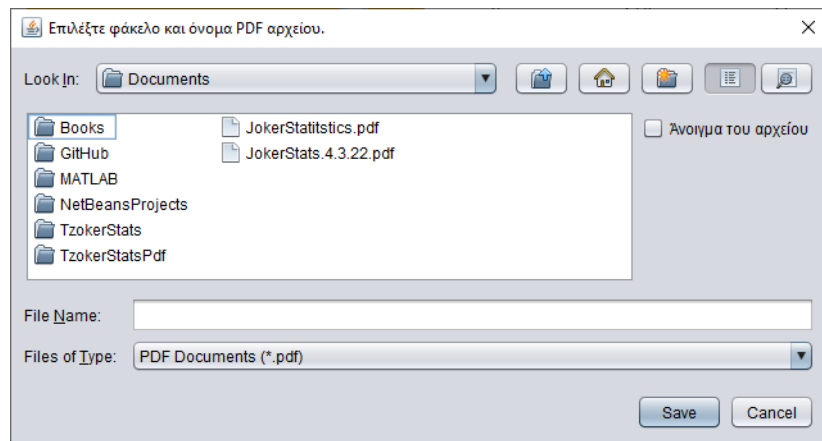 Επιλέξτε φάκελο και όνομα PDF αρχείου.
Look In: Documents
Books
GitHub
MATLAB
NetBeansProjects
TzokerStats
TzokerStatsPdf
JokerStatitstics.pdf
JokerStats.4.3.22.pdf
Άνοιγμα του αρχείου
File Name:
Files of Type: PDF Documents (*.pdf)
Save Cancel